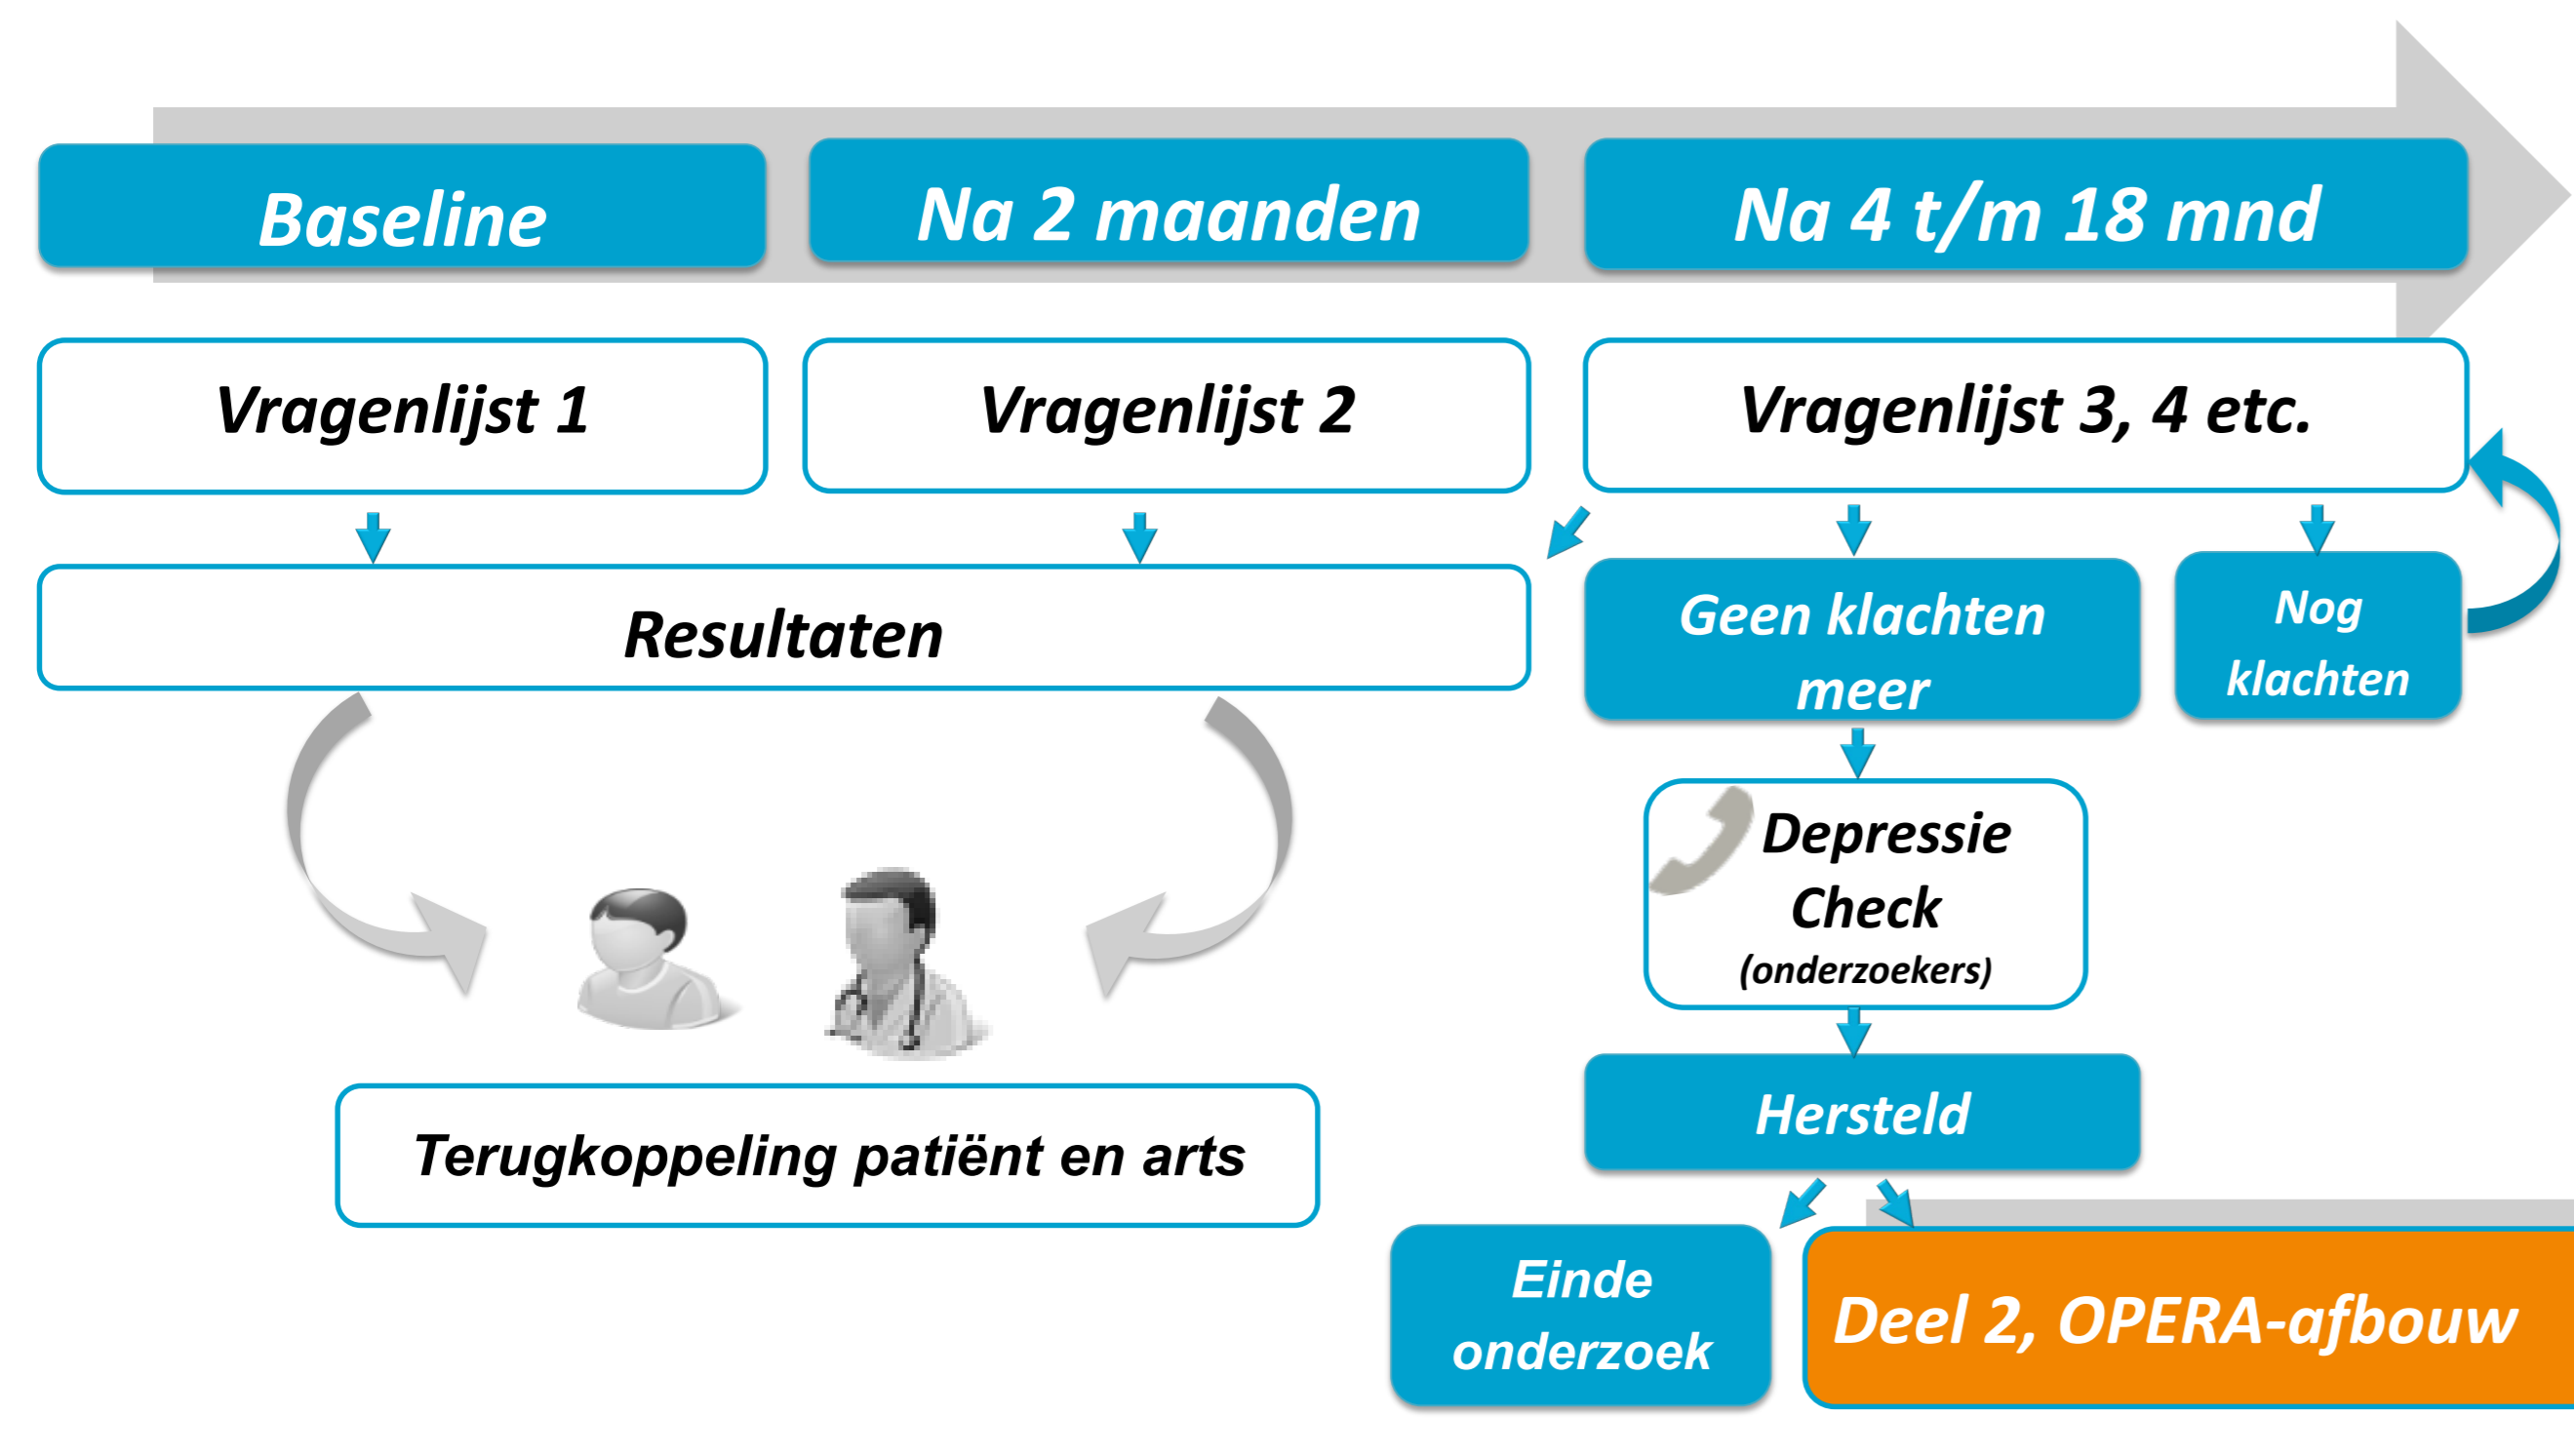 Baseline
Na 2 maanden
Na 4 t/m 18 mnd
Vragenlijst 1
Vragenlijst 2
Vragenlijst 3, 4 etc.
Resultaten
Geen klachten
meer
Nog
klachten
Depressie
Check
(onderzoekers)
Hersteld
Terugkoppeling patiënt en arts
Einde
onderzoek
Deel 2, OPERA-afbouw